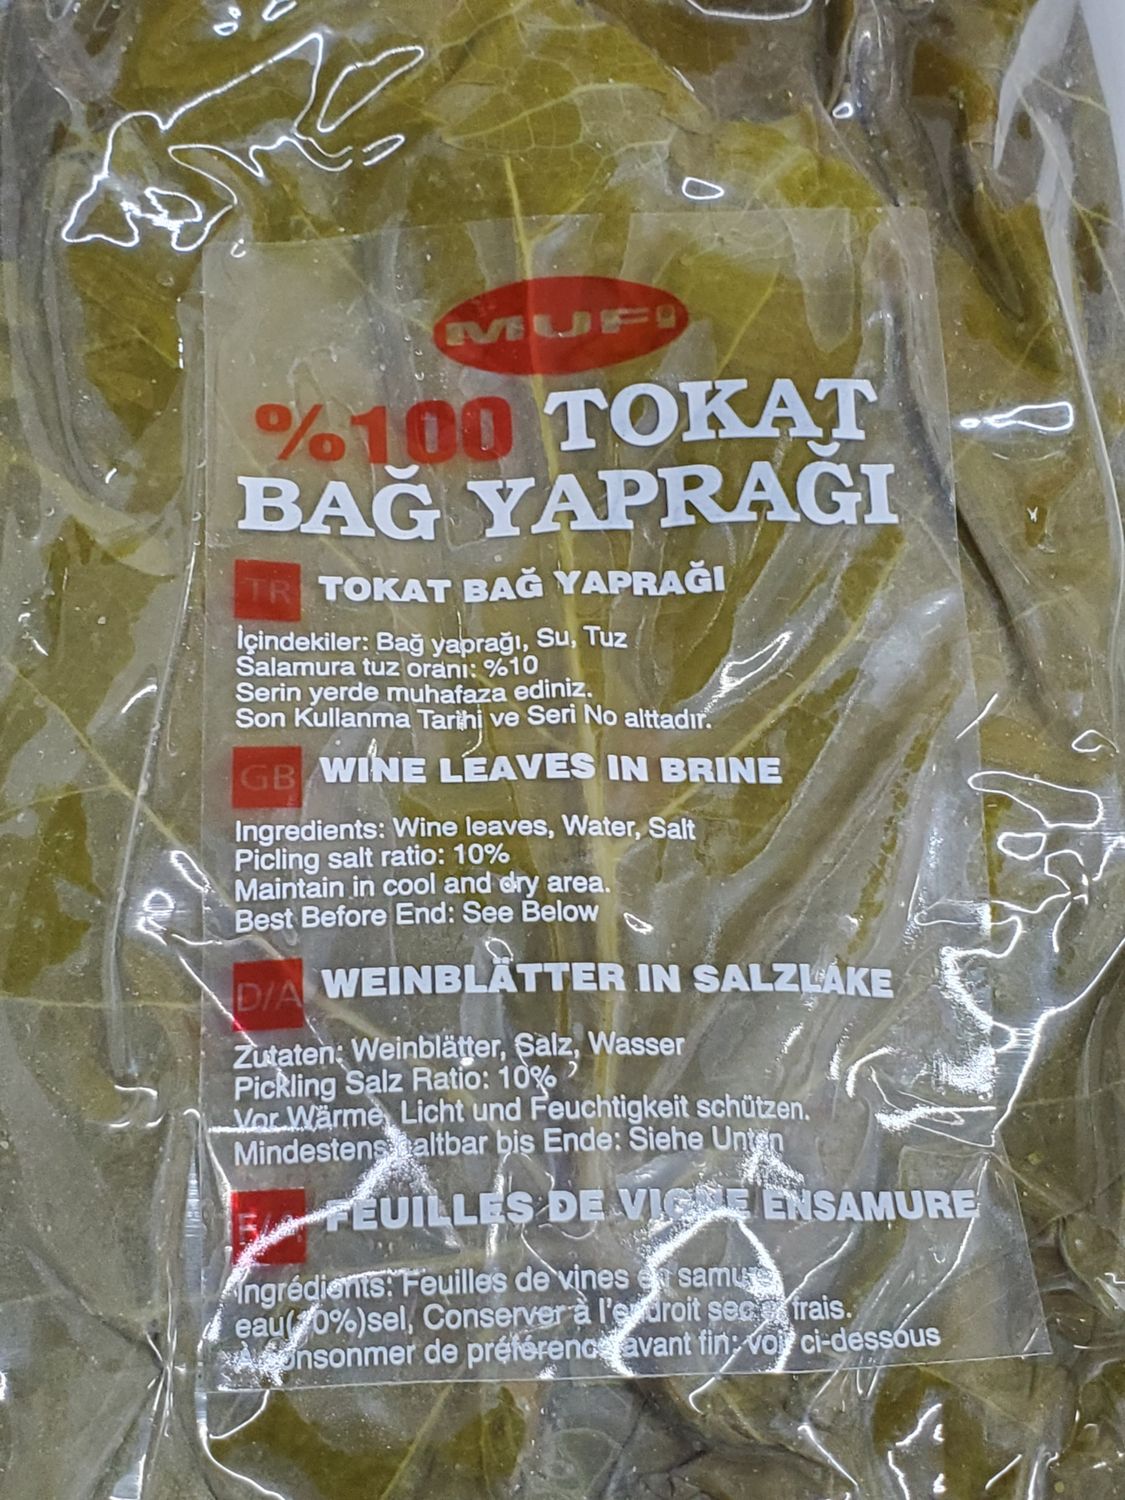 MUFI
%100 TOKAT
BAĞ YAPRAĞI
TR TOKAT BAĞ YAPRAĞI
İçindekiler: Bağ yaprağı, Su, Tuz
Salamura tuz oranı: %10
Serin yerde muhafaza ediniz.
Son Kullanma Tarihi ve Seri No alttadır.
GB WINE LEAVES IN BRINE
Ingredients: Wine leaves, Water, Salt
Picling salt ratio: 10%
Maintain in cool and dry area.
Best Before End: See Below
D/A WEINBLÄTTER IN SALZLAKE
Zutaten: Weinblätter, Salz, Wasser
Pickling Salz Ratio: 10%
Vor Wärme, Licht und Feuchtigkeit schützen.
Mindestens haltbar bis Ende: Siehe Unten
FEUILLES DE VIGNE ENSAMURE
Ingrédients: Feuilles de vines en samure
eau(10%)sel, Conserver à l'endroit sec frais.
À consonmer de préférence avant fin: voir ci-dessous